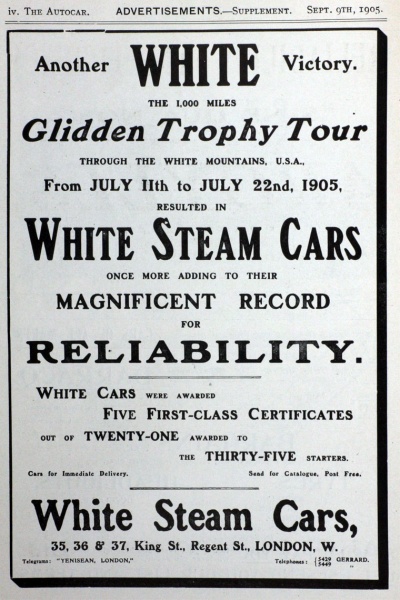 iv. The Autocar. ADVERTISEMENTS.—Supplement. Sept. 9th, 1905.
Another WHITE Victory.
THE 1,000 MILES
Glidden Trophy Tour
THROUGH THE WHITE MOUNTAINS, U.S.A.,
From JULY 11th to JULY 22nd, 1905,
RESULTED IN
White Steam Cars
ONCE MORE ADDING TO THEIR
MAGNIFICENT RECORD
FOR
RELIABILITY.
White Cars were awarded
Five First-class Certificates
out of TWENTY-ONE awarded to
the THIRTY-FIVE starters.
Cars for Immediate Delivery. Send for Catalogue, Post Free.
White Steam Cars,
35, 36 & 37, King St., Regent St., LONDON, W.
Telegrams: "YENISEAN, LONDON," Telephones: { 5429 GERRARD.
5449